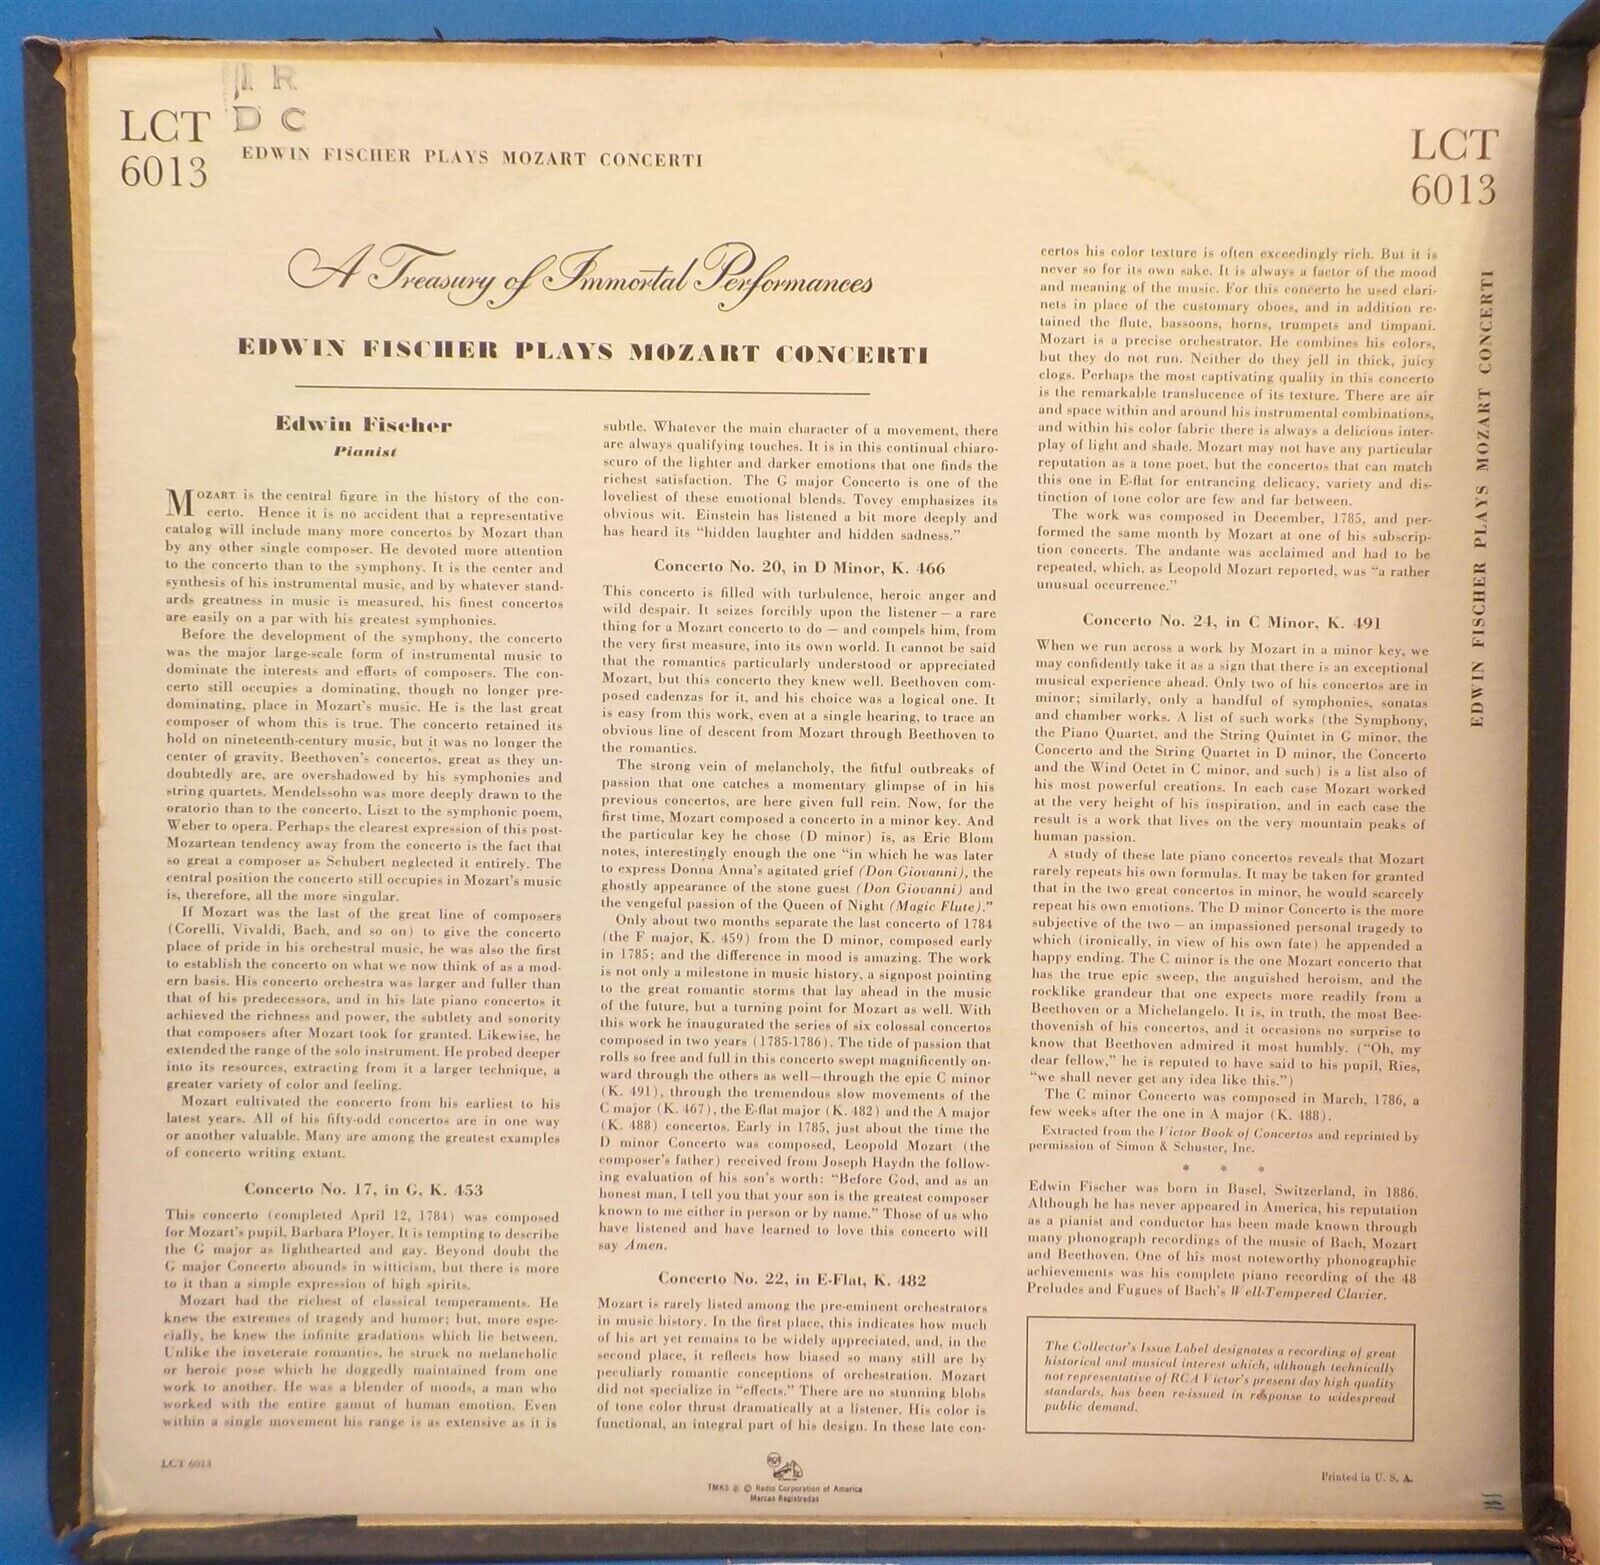 I R
D C
LCT
6013
EDWIN FISCHER PLAYS MOZART CONCERTI
LCT
6013
A Treasury of Immortal Performances
EDWIN FISCHER PLAYS MOZART CONCERTI
Edwin Fischer
Pianist
MOZART is the central figure in the history of the con-
certo. Hence it is no accident that a representative
catalog will include many more concertos by Mozart than
by any other single composer. He devoted more attention
to the concerto than to the symphony. It is the center and
synthesis of his instrumental music, and by whatever stand-
ards greatness in music is measured, his finest concertos
are easily on a par with his greatest symphonies.
Before the development of the symphony, the concerto
was the major large-scale form of instrumental music to
dominate the interests and efforts of composers. The con-
certo still occupies a dominating, though no longer pre-
dominating, place in Mozart's music. He is the last great
composer of whom this is true. The concerto retained its
hold on nineteenth-century music, but it was no longer the
center of gravity. Beethoven's concertos, great as they un-
doubtedly are, are overshadowed by his symphonies and
string quartets. Mendelssohn was more deeply drawn to the
oratorio than to the concerto, Liszt to the symphonic poem,
Weber to opera. Perhaps the clearest expression of this post-
Mozartean tendency away from the concerto is the fact that
so great a composer as Schubert neglected it entirely. The
central position the concerto still occupies in Mozart's music
is, therefore, all the more singular.
If Mozart was the last of the great line of composers
(Corelli, Vivaldi, Bach, and so on) to give the concerto
place of pride in his orchestral music, he was also the first
to establish the concerto on what we now think of as a mod-
ern basis. His concerto orchestra was larger and fuller than
that of his predecessors, and in his late piano concertos it
achieved the richness and power, the subtlety and sonority
that composers after Mozart took for granted. Likewise, he
extended the range of the solo instrument. He probed deeper
into its resources, extracting from it a larger technique, a
greater variety of color and feeling.
Mozart cultivated the concerto from his earliest to his
latest years. All of his fifty-odd concertos are in one way
or another valuable. Many are among the greatest examples
of concerto writing extant.
Concerto No. 17, in G, K. 453
This concerto (completed April 12, 1784) was composed
for Mozart's pupil, Barbara Ployer. It is tempting to describe
the G major as lighthearted and gay. Beyond doubt the
G major Concerto abounds in witticism, but there is more
to it than a simple expression of high spirits.
Mozart had the richest of classical temperaments. He
knew the extremes of tragedy and humor; but, more espe-
cially, he knew the infinite gradations which lie between.
Unlike the inveterate romantics, he struck no melancholic
or heroic pose which he doggedly maintained from one
work to another. He was a blender of moods, a man who
worked with the entire gamut of human emotion. Even
within a single movement his range is as extensive as it is
subtle. Whatever the main character of a movement, there
are always qualifying touches. It is in this continual chiaro-
scuro of the lighter and darker emotions that one finds the
richest satisfaction. The G major Concerto is one of the
loveliest of these emotional blends. Tovey emphasizes its
obvious wit. Einstein has listened a bit more deeply and
has heard its "hidden laughter and hidden sadness."
Concerto No. 20, in D Minor, K. 466
This concerto is filled with turbulence, heroic anger and
wild despair. It seizes forcibly upon the listener — a rare
thing for a Mozart concerto to do — and compels him, from
the very first measure, into its own world. It cannot be said
that the romantics particularly understood or appreciated
Mozart, but this concerto they knew well. Beethoven com-
posed cadenzas for it, and his choice was a logical one. It
is easy from this work, even at a single hearing, to trace an
obvious line of descent from Mozart through Beethoven to
the romantics.
The strong vein of melancholy, the fitful outbreaks of
passion that one catches a momentary glimpse of in his
previous concertos, are here given full rein. Now, for the
first time, Mozart composed a concerto in a minor key. And
the particular key he chose (D minor) is, as Eric Blom
notes, interestingly enough the one "in which he was later
to express Donna Anna's agitated grief (Don Giovanni), the
ghostly appearance of the stone guest (Don Giovanni) and
the vengeful passion of the Queen of Night (Magic Flute)."
Only about two months separate the last concerto of 1784
(the F major, K. 459) from the D minor, composed early
in 1785; and the difference in mood is amazing. The work
is not only a milestone in music history, a signpost pointing
to the great romantic storms that lay ahead in the music
of the future, but a turning point for Mozart as well. With
this work he inaugurated the series of six colossal concertos
composed in two years (1785-1786). The tide of passion that
rolls so free and full in this concerto swept magnificently on-
ward through the others as well—through the epic C minor
(K. 491), through the tremendous slow movements of the
C major (K. 467), the E-flat major (K. 482) and the A major
(K. 488) concertos. Early in 1785, just about the time the
D minor Concerto was composed, Leopold Mozart (the
composer's father) received from Joseph Haydn the follow-
ing evaluation of his son's worth: "Before God, and as an
honest man, I tell you that your son is the greatest composer
known to me either in person or by name." Those of us who
have listened and have learned to love this concerto will
say Amen.
Concerto No. 22, in E-Flat, K. 482
Mozart is rarely listed among the pre-eminent orchestrators
in music history. In the first place, this indicates how much
of his art yet remains to be widely appreciated, and, in the
second place, it reflects how biased so many still are by
peculiarly romantic conceptions of orchestration. Mozart
did not specialize in "effects." There are no stunning blobs
of tone color thrust dramatically at a listener. His color is
functional, an integral part of his design. In these late con-
certos his color texture is often exceedingly rich. But it is
never so for its own sake. It is always a factor of the mood
and meaning of the music. For this concerto he used clari-
nets in place of the customary oboes, and in addition re-
tained the flute, bassoons, horns, trumpets and timpani.
Mozart is a precise orchestrator. He combines his colors,
but they do not run. Neither do they jell in thick, juicy
clogs. Perhaps the most captivating quality in this concerto
is the remarkable translucence of its texture. There are air
and space within and around his instrumental combinations,
and within his color fabric there is always a delicious inter-
play of light and shade. Mozart may not have any particular
reputation as a tone poet, but the concertos that can match
this one in E-flat for entrancing delicacy, variety and dis-
tinction of tone color are few and far between.
The work was composed in December, 1785, and per-
formed the same month by Mozart at one of his subscrip-
tion concerts. The andante was acclaimed and had to be
repeated, which, as Leopold Mozart reported, was "a rather
unusual occurrence."
Concerto No. 24, in C Minor, K. 491
When we run across a work by Mozart in a minor key, we
may confidently take it as a sign that there is an exceptional
musical experience ahead. Only two of his concertos are in
minor; similarly, only a handful of symphonies, sonatas
and chamber works. A list of such works (the Symphony,
the Piano Quartet, and the String Quintet in G minor, the
Concerto and the String Quartet in D minor, the Concerto
and the Wind Octet in C minor, and such) is a list also of
his most powerful creations. In each case Mozart worked
at the very height of his inspiration, and in each case the
result is a work that lives on the very mountain peaks of
human passion.
A study of these late piano concertos reveals that Mozart
rarely repeats his own formulas. It may be taken for granted
that in the two great concertos in minor, he would scarcely
repeat his own emotions. The D minor Concerto is the more
subjective of the two — an impassioned personal tragedy to
which (ironically, in view of his own fate) he appended a
happy ending. The C minor is the one Mozart concerto that
has the true epic sweep, the anguished heroism, and the
rocklike grandeur that one expects more readily from a
Beethoven or a Michelangelo. It is, in truth, the most Bee-
thovenish of his concertos, and it occasions no surprise to
know that Beethoven admired it most humbly. ("Oh, my
dear fellow," he is reputed to have said to his pupil, Ries,
"we shall never get any idea like this.")
The C minor Concerto was composed in March, 1786, a
few weeks after the one in A major (K. 488).
Extracted from the Victor Book of Concertos and reprinted by
permission of Simon & Schuster, Inc.
* * *
Edwin Fischer was born in Basel, Switzerland, in 1886.
Although he has never appeared in America, his reputation
as a pianist and conductor has been made known through
many phonograph recordings of the music of Bach, Mozart
and Beethoven. One of his most noteworthy phonographic
achievements was his complete piano recording of the 48
Preludes and Fugues of Bach's Well-Tempered Clavier.
The Collector's Issue Label designates a recording of great
historical and musical interest which, although technically
not representative of RCA Victor's present day high quality
standards, has been re-issued in response to widespread
public demand.
EDWIN FISCHER PLAYS MOZART CONCERTI
LCT 6013
RCA
TMKS ® © Radio Corporation of America
Marcas Registradas
Printed in U. S. A.